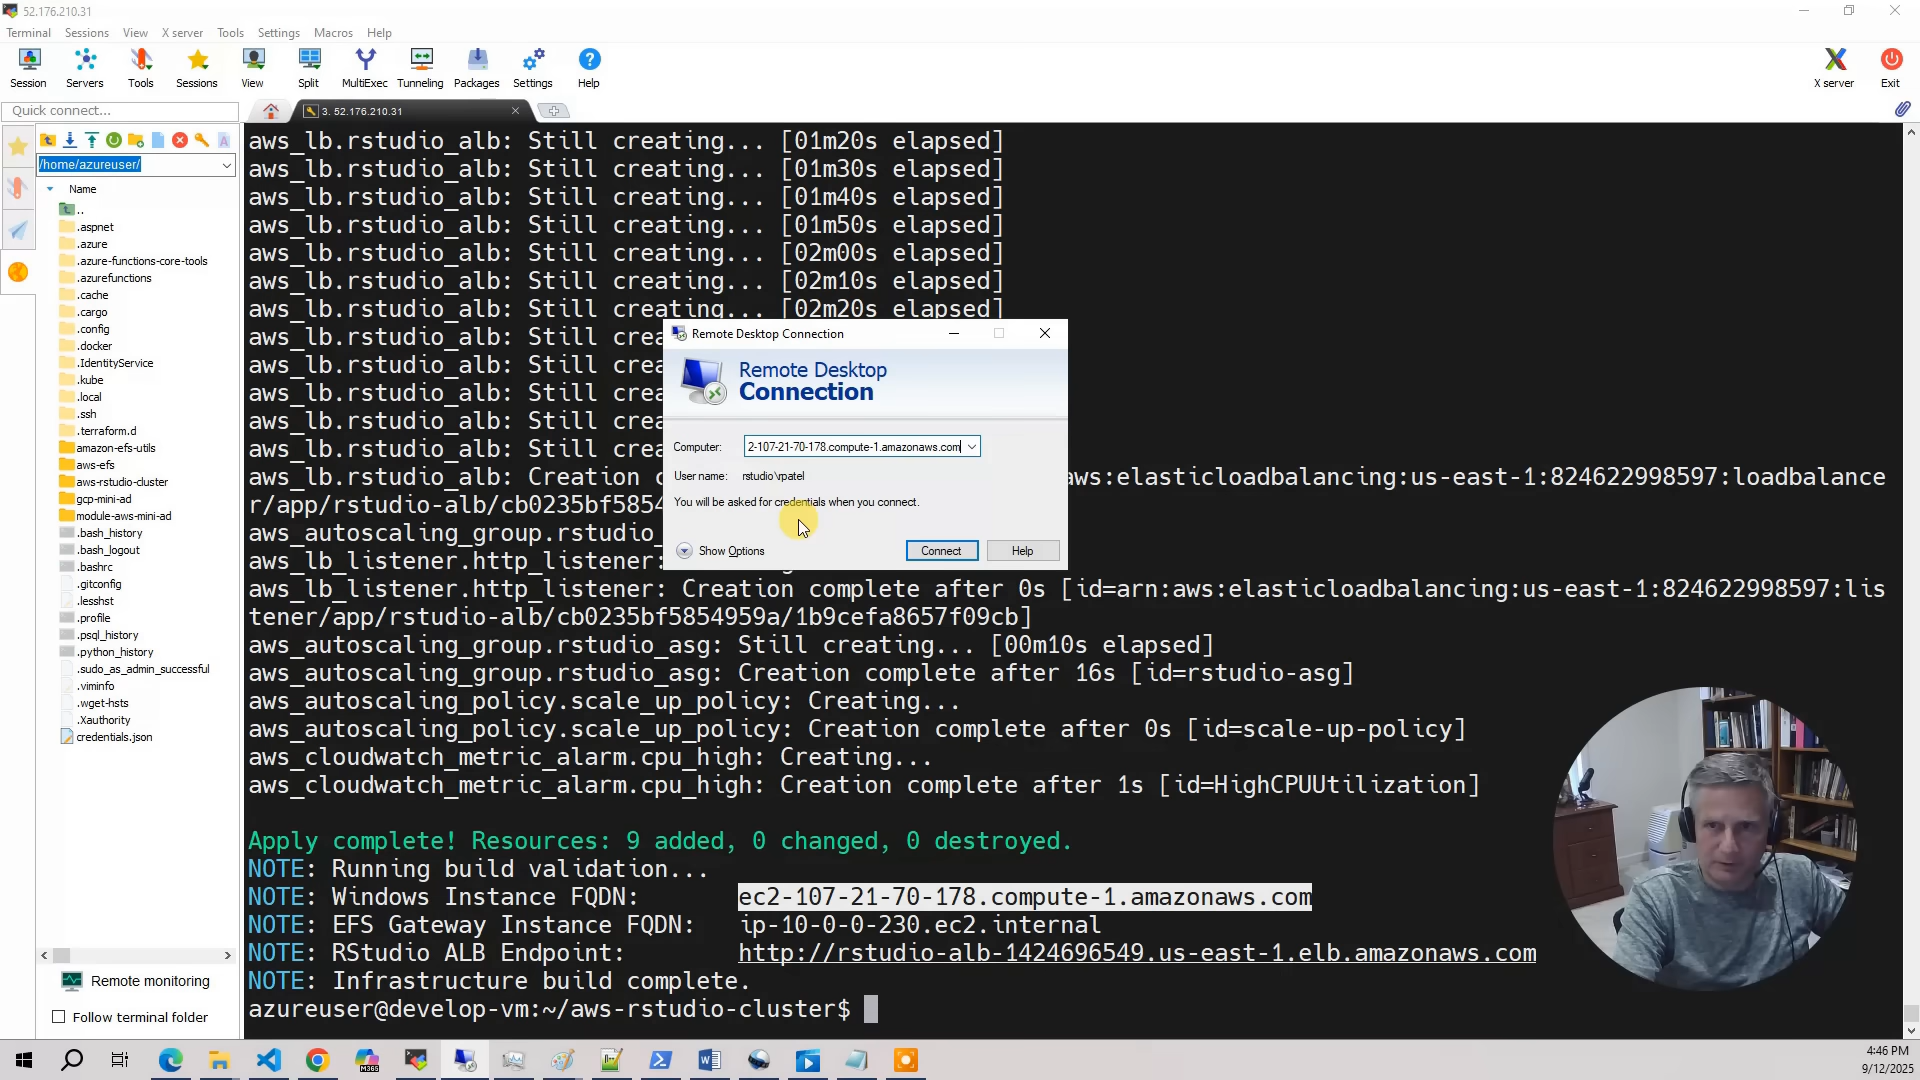 52.176.210.31
Terminal Sessions View X server Tools Settings Macros Help
Session Servers Tools Sessions View Split MultiExec Tunneling Packages Settings Help X server Exit
Quick connect...
3. 52.176.210.31
/home/azureuser/
Name
..
.aspnet
.azure
.azure-functions-core-tools
.azurefunctions
.cache
.cargo
.config
.docker
.IdentityService
.kube
.local
.ssh
.terraform.d
amazon-efs-utils
aws-efs
aws-rstudio-cluster
gcp-mini-ad
module-aws-mini-ad
.bash_history
.bash_logout
.bashrc
.gitconfig
.lesshst
.profile
.psql_history
.python_history
.sudo_as_admin_successful
.viminfo
.wget-hsts
.Xauthority
credentials.json
Remote monitoring
Follow terminal folder
aws_lb.rstudio_alb: Still creating... [01m20s elapsed]
aws_lb.rstudio_alb: Still creating... [01m30s elapsed]
aws_lb.rstudio_alb: Still creating... [01m40s elapsed]
aws_lb.rstudio_alb: Still creating... [01m50s elapsed]
aws_lb.rstudio_alb: Still creating... [02m00s elapsed]
aws_lb.rstudio_alb: Still creating... [02m10s elapsed]
aws_lb.rstudio_alb: Still creating... [02m20s elapsed]
aws_lb.rstudio_alb: Still crea
aws_lb.rstudio_alb: Still crea
aws_lb.rstudio_alb: Still crea
aws_lb.rstudio_alb: Still crea
aws_lb.rstudio_alb: Still crea
aws_lb.rstudio_alb: Creation c aws:elasticloadbalancing:us-east-1:824622998597:loadbalance
r/app/rstudio-alb/cb0235bf5854
aws_autoscaling_group.rstudio_
aws_lb_listener.http_listener:
aws_lb_listener.http_listener: Creation complete after 0s [id=arn:aws:elasticloadbalancing:us-east-1:824622998597:lis
tener/app/rstudio-alb/cb0235bf5854959a/1b9cefa8657f09cb]
aws_autoscaling_group.rstudio_asg: Still creating... [00m10s elapsed]
aws_autoscaling_group.rstudio_asg: Creation complete after 16s [id=rstudio-asg]
aws_autoscaling_policy.scale_up_policy: Creating...
aws_autoscaling_policy.scale_up_policy: Creation complete after 0s [id=scale-up-policy]
aws_cloudwatch_metric_alarm.cpu_high: Creating...
aws_cloudwatch_metric_alarm.cpu_high: Creation complete after 1s [id=HighCPUUtilization]
Apply complete! Resources: 9 added, 0 changed, 0 destroyed.
NOTE: Running build validation...
NOTE: Windows Instance FQDN: ec2-107-21-70-178.compute-1.amazonaws.com
NOTE: EFS Gateway Instance FQDN: ip-10-0-0-230.ec2.internal
NOTE: RStudio ALB Endpoint: http://rstudio-alb-1424696549.us-east-1.elb.amazonaws.com
NOTE: Infrastructure build complete.
azureuser@develop-vm:~/aws-rstudio-cluster$
Remote Desktop Connection
Remote Desktop
Connection
Computer: 2-107-21-70-178.compute-1.amazonaws.com
User name: rstudio\rpatel
You will be asked for credentials when you connect.
Show Options Connect Help
M365
4:46 PM
9/12/2025